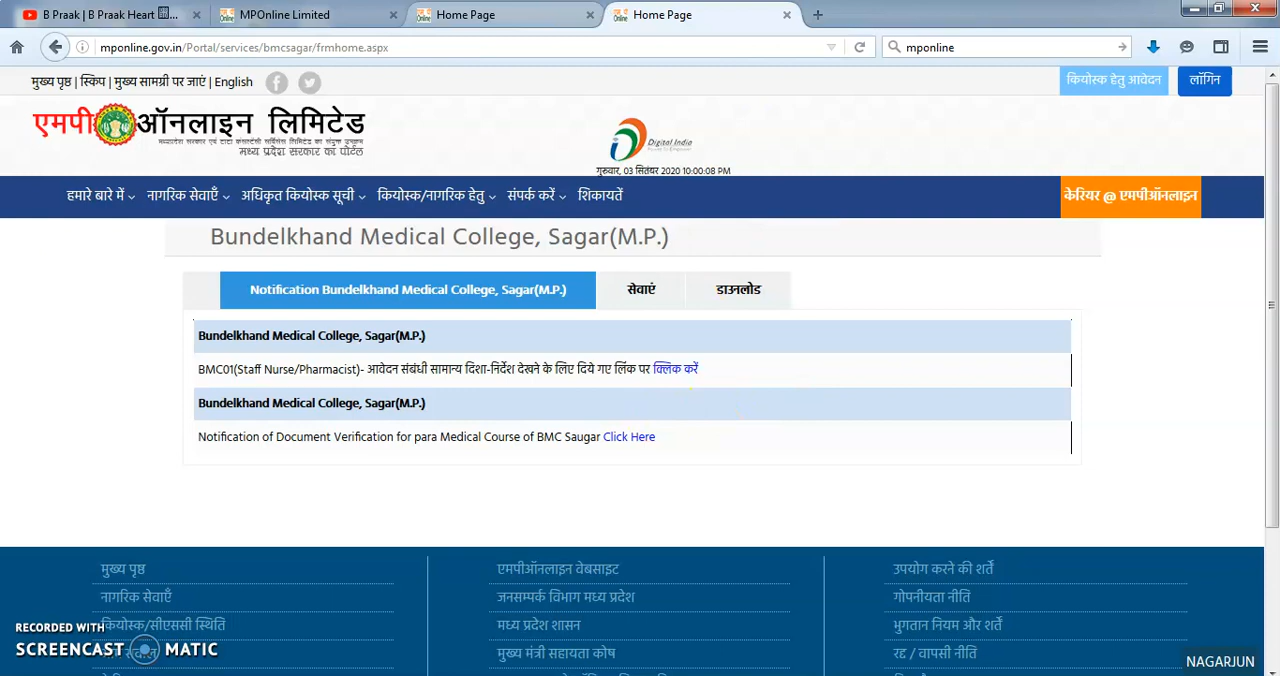 B Praak | B Praak Heart
MPOnline Limited
Home Page
Home Page
mponline.gov.in/Portal/services/bmcsagar/frmhome.aspx
mponline
मुख्य पृष्ठ | स्किप | मुख्य सामग्री पर जाएं | English
कियोस्क हेतु आवेदन
लॉगिन
एमपी ऑनलाइन लिमिटेड
मध्य प्रदेश सरकार का पोर्टल
Digital India
गुरुवार, 03 सितंबर 2020 10:00:08 PM
हमारे बारे में
नागरिक सेवाएँ
अधिकृत कियोस्क सूची
कियोस्क/नागरिक हेतु
संपर्क करें
शिकायतें
केरियर @ एमपीऑनलाइन
Bundelkhand Medical College, Sagar(M.P.)
Notification Bundelkhand Medical College, Sagar(M.P.)
सेवाएं
डाउनलोड
Bundelkhand Medical College, Sagar(M.P.)
BMC01(Staff Nurse/Pharmacist)- आवेदन संबंधी सामान्य दिशा-निर्देश देखने के लिए दिये गए लिंक पर क्लिक करें
Bundelkhand Medical College, Sagar(M.P.)
Notification of Document Verification for para Medical Course of BMC Saugar Click Here
मुख्य पृष्ठ
एमपीऑनलाइन वेबसाइट
उपयोग करने की शर्ते
नागरिक सेवाएँ
जनसम्पर्क विभाग मध्य प्रदेश
गोपनीयता नीति
कियोस्क/सीएससी स्थिति
मध्य प्रदेश शासन
भुगतान नियम और शर्तें
मुख्य मंत्री सहायता कोष
रद्द / वापसी नीति
RECORDED WITH
SCREENCAST MATIC
NAGARJUN